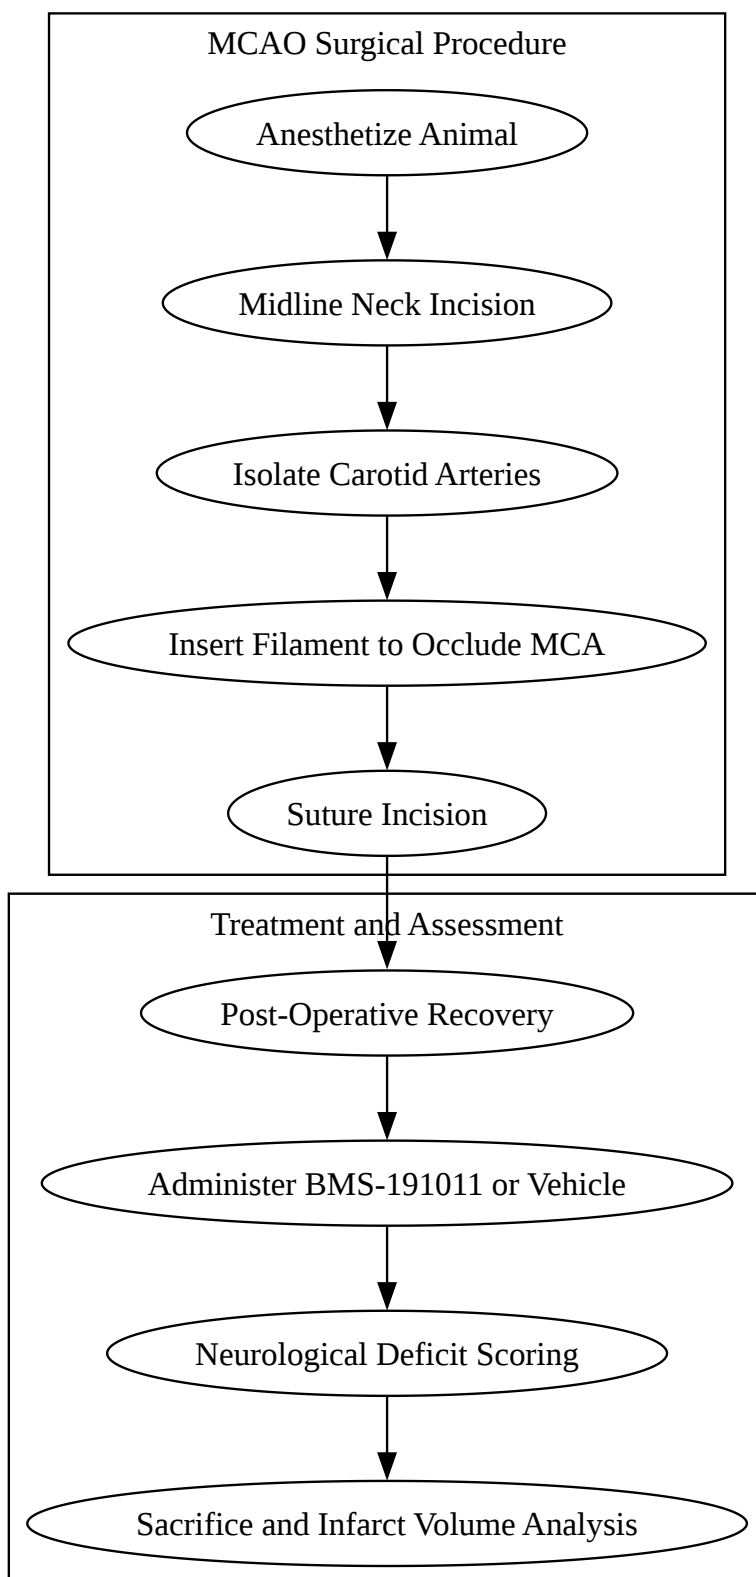 MCAO Surgical Procedure
Anesthetize Animal
Midline Neck Incision
Isolate Carotid Arteries
Insert Filament to Occlude MCA
Suture Incision
Treatment and Assessment
Post-Operative Recovery
Administer BMS-191011 or Vehicle
Neurological Deficit Scoring
Sacrifice and Infarct Volume Analysis